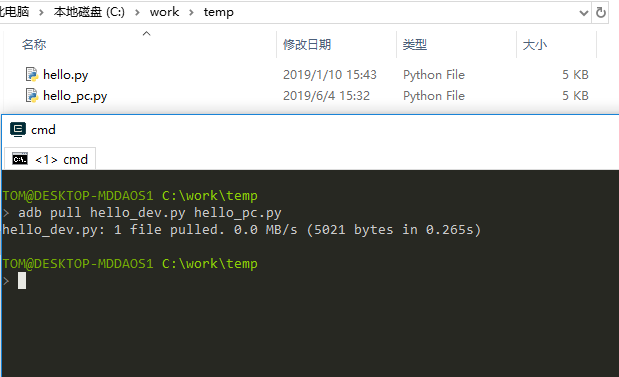 比电脑 › 本地磁盘 (C:) › work › temp
名称 修改日期 类型 大小
hello.py 2019/1/10 15:43 Python File 5 KB
hello_pc.py 2019/6/4 15:32 Python File 5 KB
cmd
<1> cmd
TOM@DESKTOP-MDDAOS1 C:\work\temp
> adb pull hello_dev.py hello_pc.py
hello_dev.py: 1 file pulled. 0.0 MB/s (5021 bytes in 0.265s)
TOM@DESKTOP-MDDAOS1 C:\work\temp
>